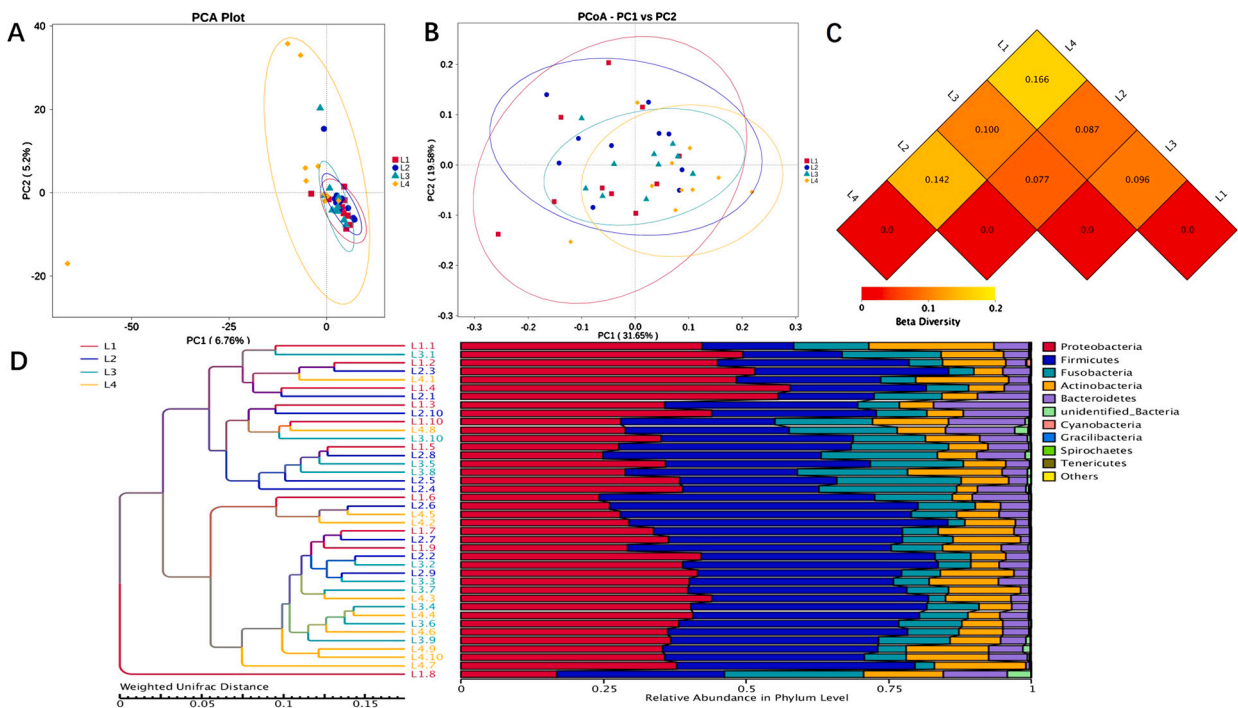 A
PCA Plot
40
20
0
-20
-50
-25
0
PC2 ( 5.2%)
PC1 ( 6.76%)
L1
L2
L3
L4
B
PCoA - PC1 vs PC2
0.2
0.1
0.0
-0.1
-0.2
-0.3
-0.3
-0.2
-0.1
0.0
0.1
0.2
0.3
PC2 ( 19.58%)
PC1 ( 31.65%)
L1
L2
L3
L4
C
L1
L4
L3
L2
L2
L3
L4
L1
0.166
0.100
0.087
0.142
0.077
0.096
0.0
0.0
0.0
0.0
0
0.1
0.2
Beta Diversity
D
L1
L2
L3
L4
L1.1
L3.1
L1.2
L2.3
L4.1
L1.4
L2.1
L1.3
L2.10
L1.10
L4.8
L3.10
L1.5
L2.8
L3.5
L3.8
L2.5
L2.4
L1.6
L2.6
L4.5
L4.2
L1.7
L2.7
L1.9
L2.2
L3.2
L2.9
L3.3
L3.7
L4.3
L3.4
L4.4
L3.6
L4.6
L3.9
L4.9
L4.10
L4.7
L1.8
Weighted Unifrac Distance
0
0.05
0.1
0.15
0
0.25
0.5
0.75
1
Relative Abundance in Phylum Level
Proteobacteria
Firmicutes
Fusobacteria
Actinobacteria
Bacteroidetes
unidentified_Bacteria
Cyanobacteria
Gracilibacteria
Spirochaetes
Tenericutes
Others